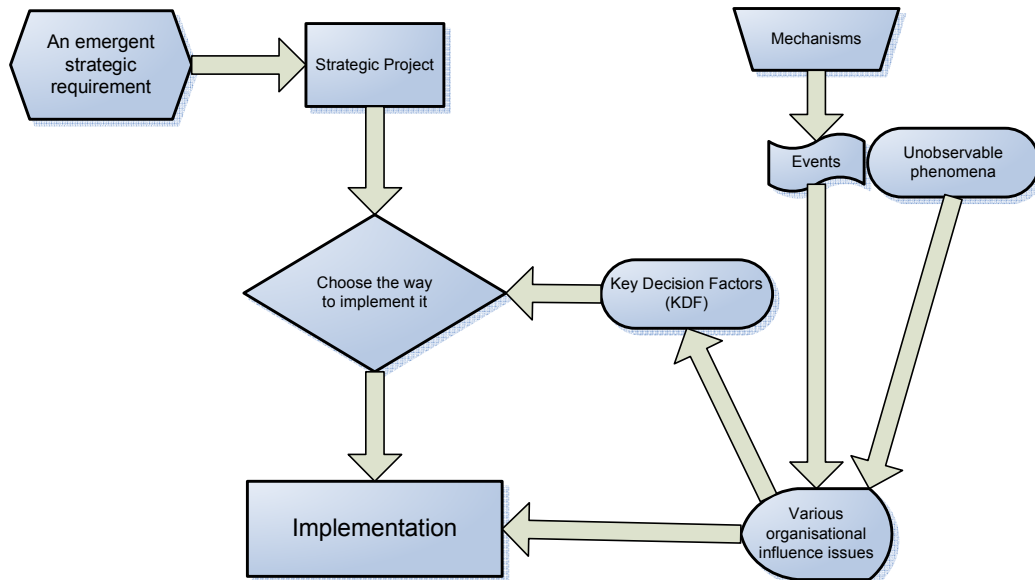 An emergent
strategic
requirement
Strategic Project
Mechanisms
Events
Unobservable
phenomena
Choose the way
to implement it
Key Decision Factors
(KDF)
Implementation
Various
organisational
influence issues